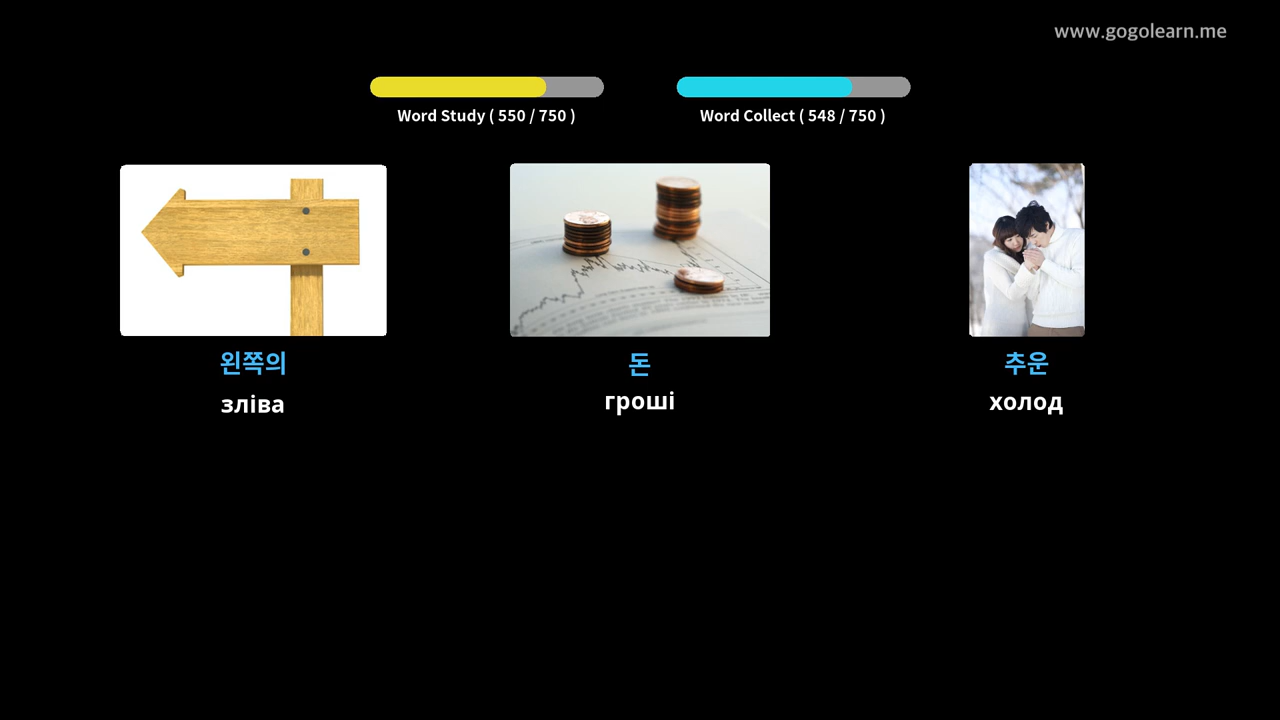 www.gogolearn.me
Word Study ( 550 / 750 )
Word Collect ( 548 / 750 )
왼쪽의
зліва
돈
гроші
추운
холод